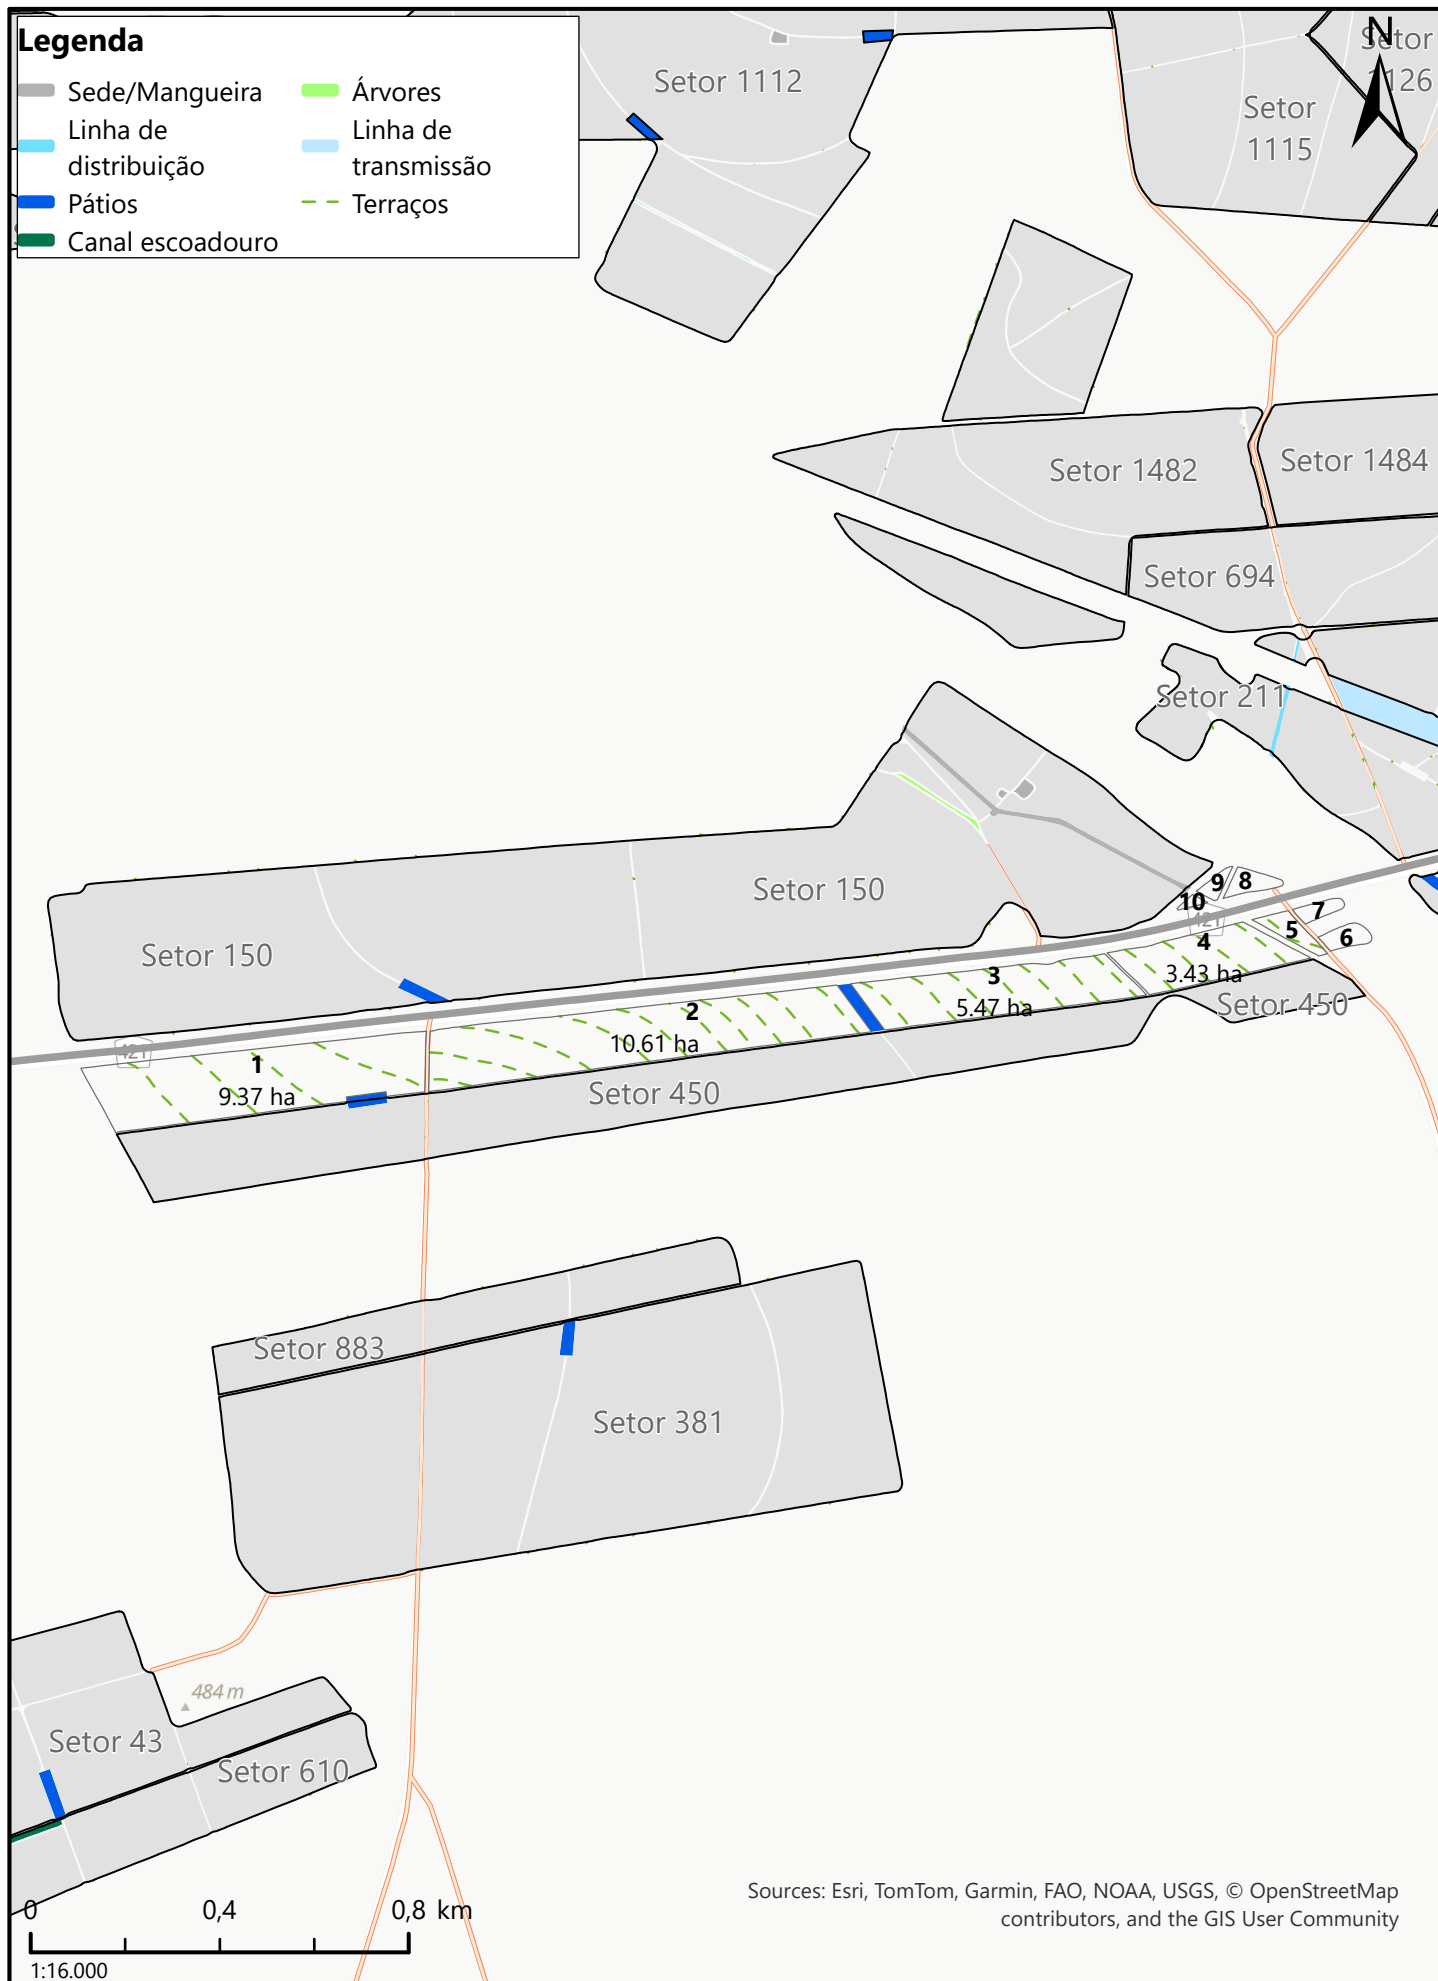 Legenda
Sede/Mangueira
Árvores
Linha de
distribuição
Linha de
transmissão
Pátios
Terraços
Canal escoadouro
N
Setor 1112
Setor
1115
Setor
1126
Setor 1482
Setor 1484
Setor 694
Setor 211
Setor 150
Setor 150
9
8
10
421
7
5
6
4
3.43 ha
3
5.47 ha
Setor 450
2
10.61 ha
421
1
9.37 ha
Setor 450
Setor 883
Setor 381
484 m
Setor 43
Setor 610
0
0,4
0,8 km
1:16.000
Sources: Esri, TomTom, Garmin, FAO, NOAA, USGS, © OpenStreetMap
contributors, and the GIS User Community